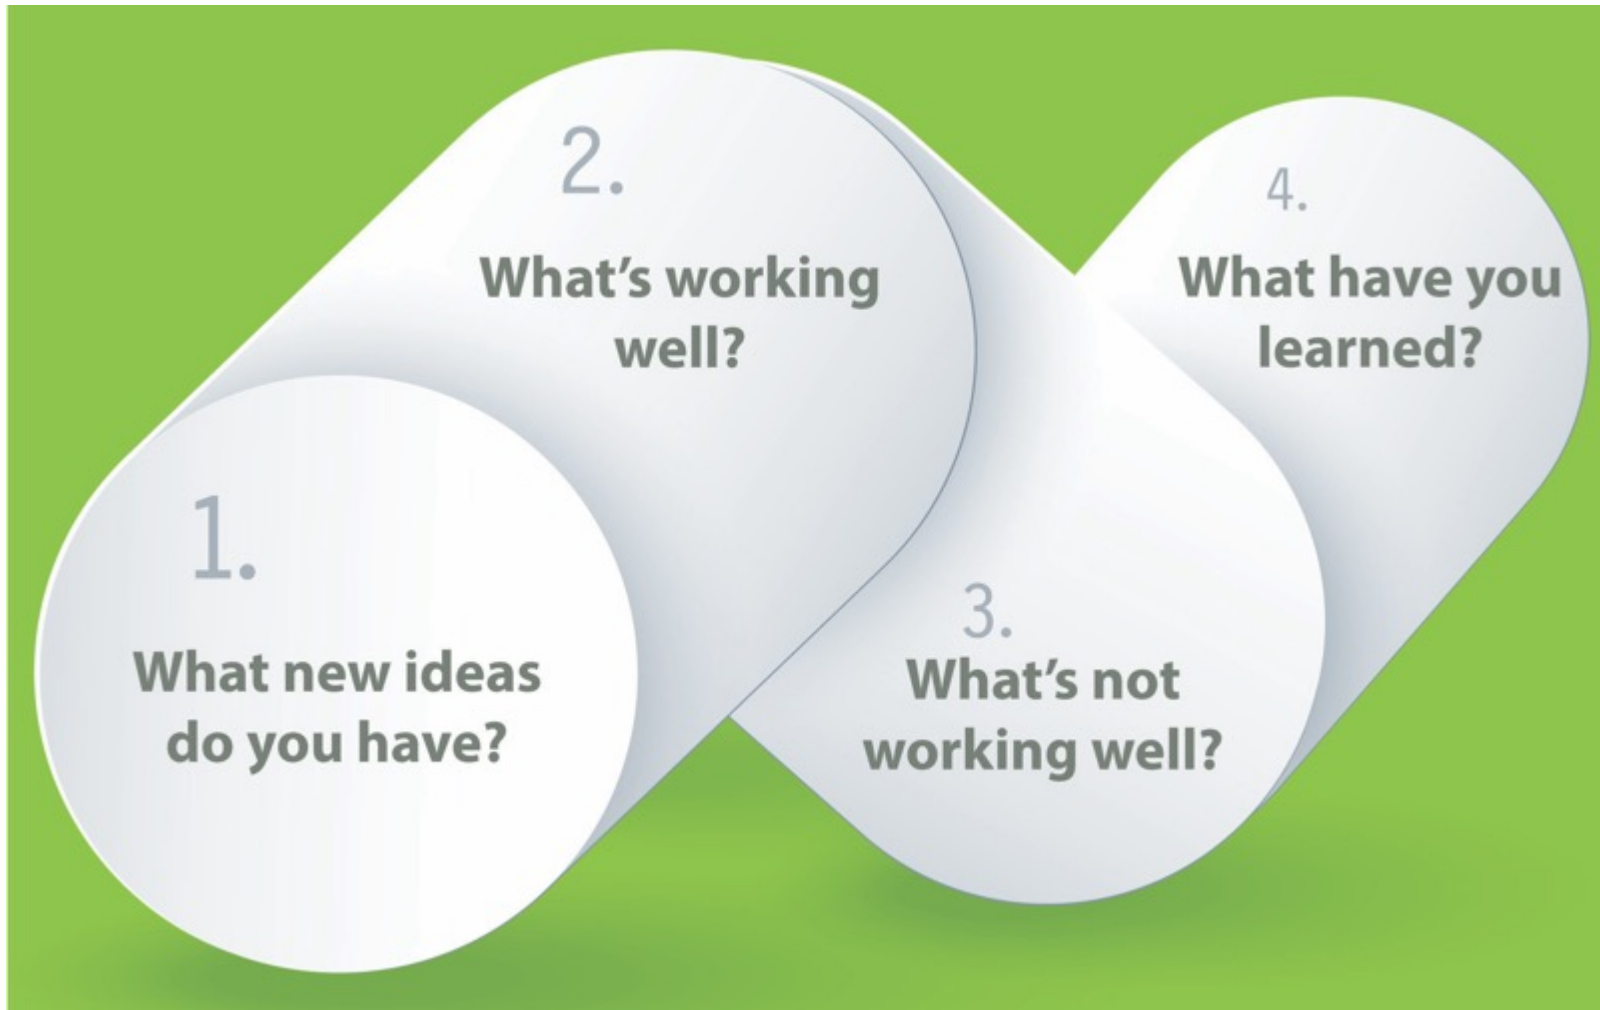 1.
What new ideas
do you have?
2.
What’s working
well?
3.
What’s not
working well?
4.
What have you
learned?